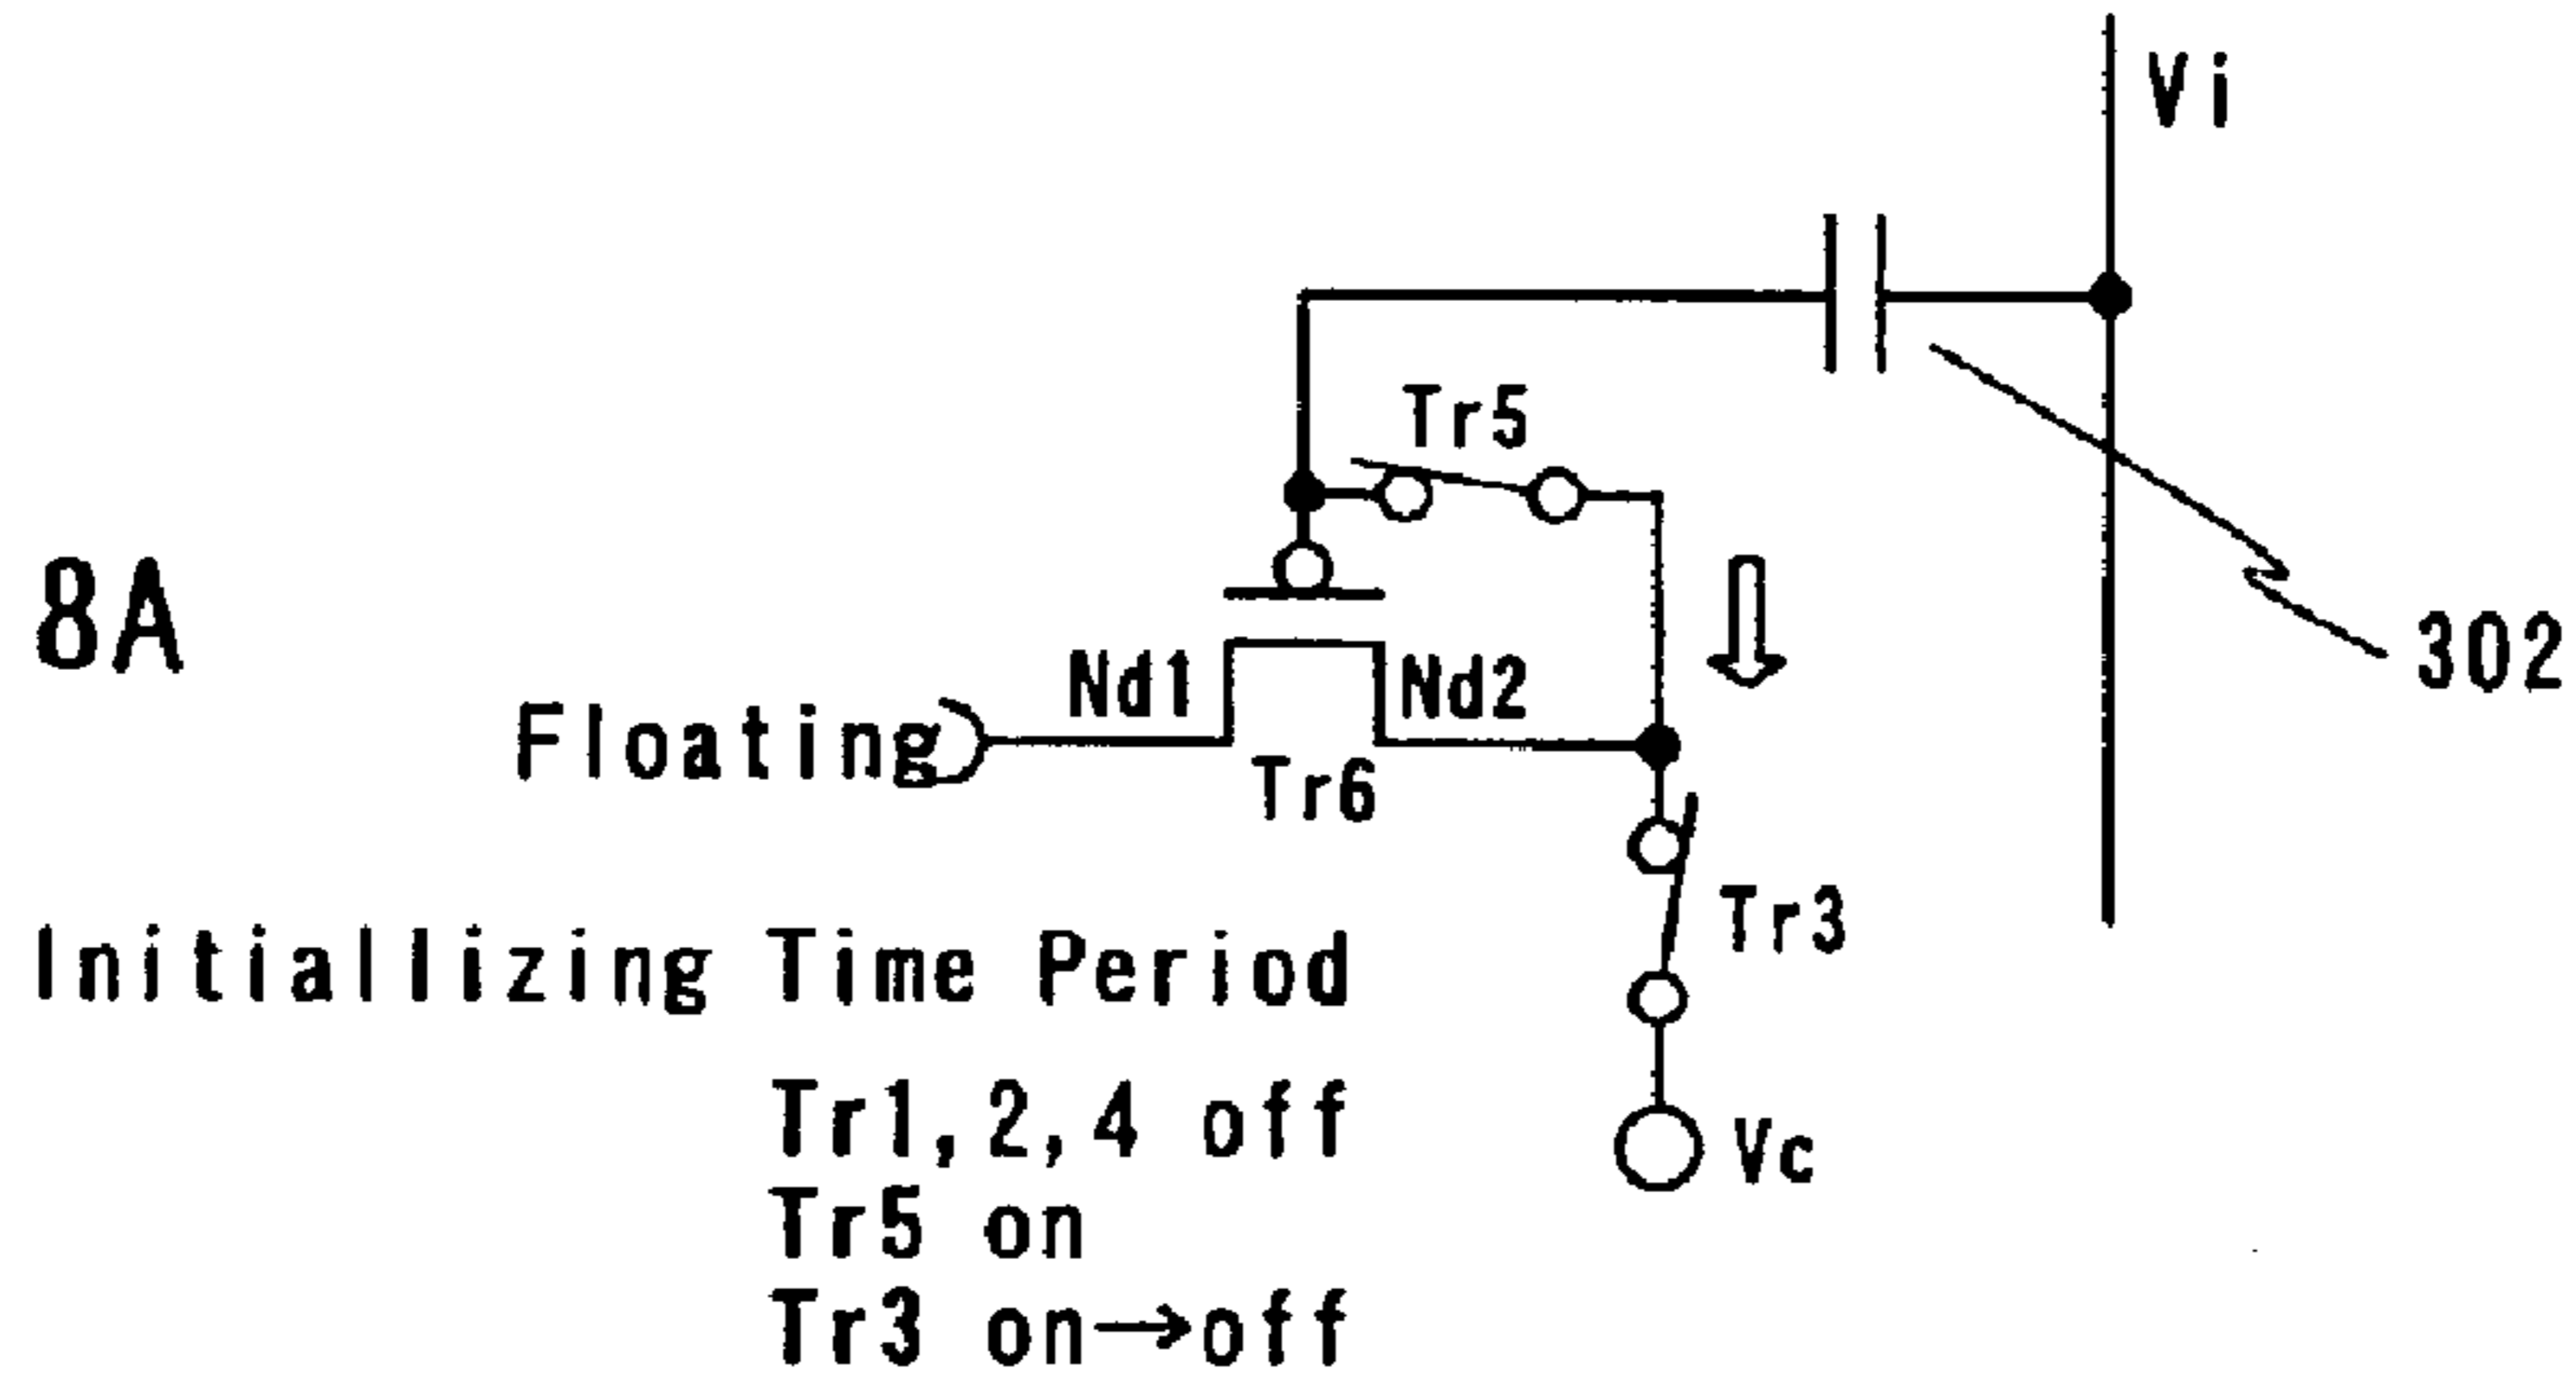 Vi
Tr5
8A
302
Nd1
Nd2
Floating
Tr6
Tr3
Initiallizing Time Period
Tr1,2,4 off
Vc
Tr5 on
Tr3 on→off